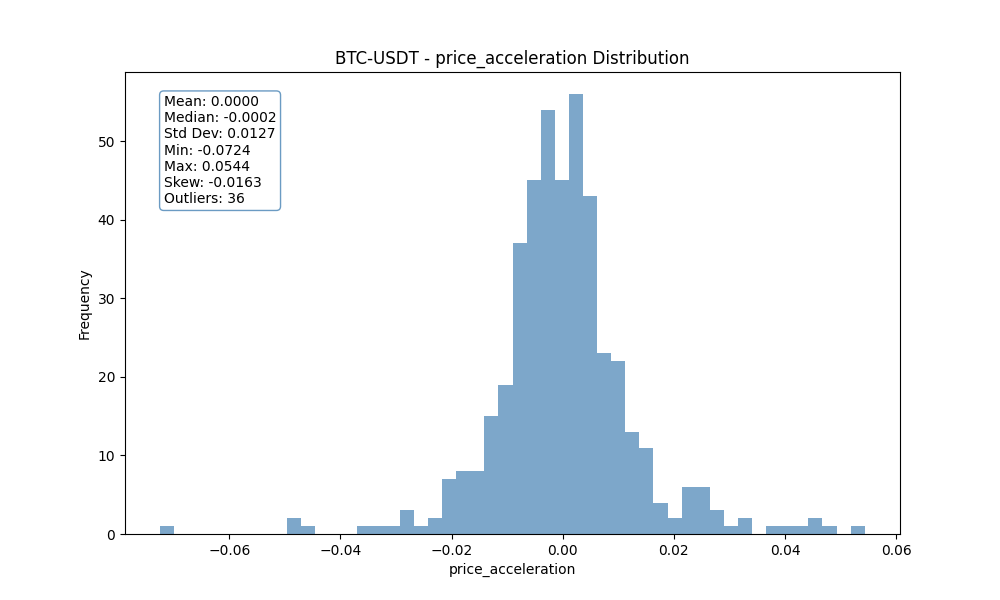 BTC-USDT - price_acceleration Distribution
Mean: 0.0000
Median: -0.0002
Std Dev: 0.0127
Min: -0.0724
Max: 0.0544
Skew: -0.0163
Outliers: 36
Frequency
50
40
30
20
10
0
−0.06 −0.04 −0.02 0.00 0.02 0.04 0.06
price_acceleration